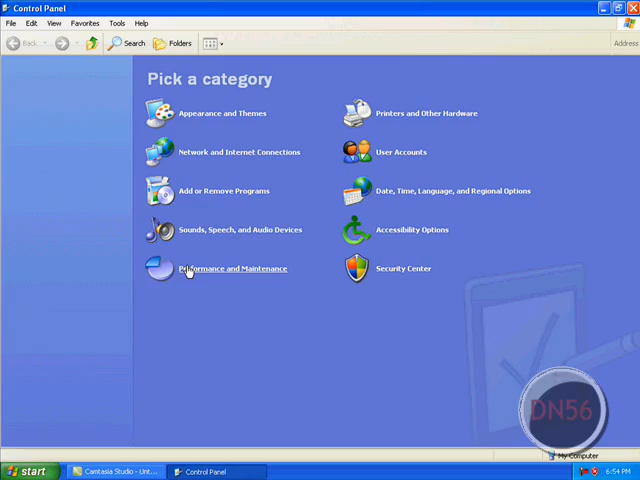 Control Panel
File Edit View Favorites Tools Help
Back Search Folders Address
Pick a category
Appearance and Themes Printers and Other Hardware
Network and Internet Connections User Accounts
Add or Remove Programs Date, Time, Language, and Regional Options
Sounds, Speech, and Audio Devices Accessibility Options
Performance and Maintenance Security Center
DN56
My Computer
start Camtasia Studio - Unt... Control Panel 6:54 PM